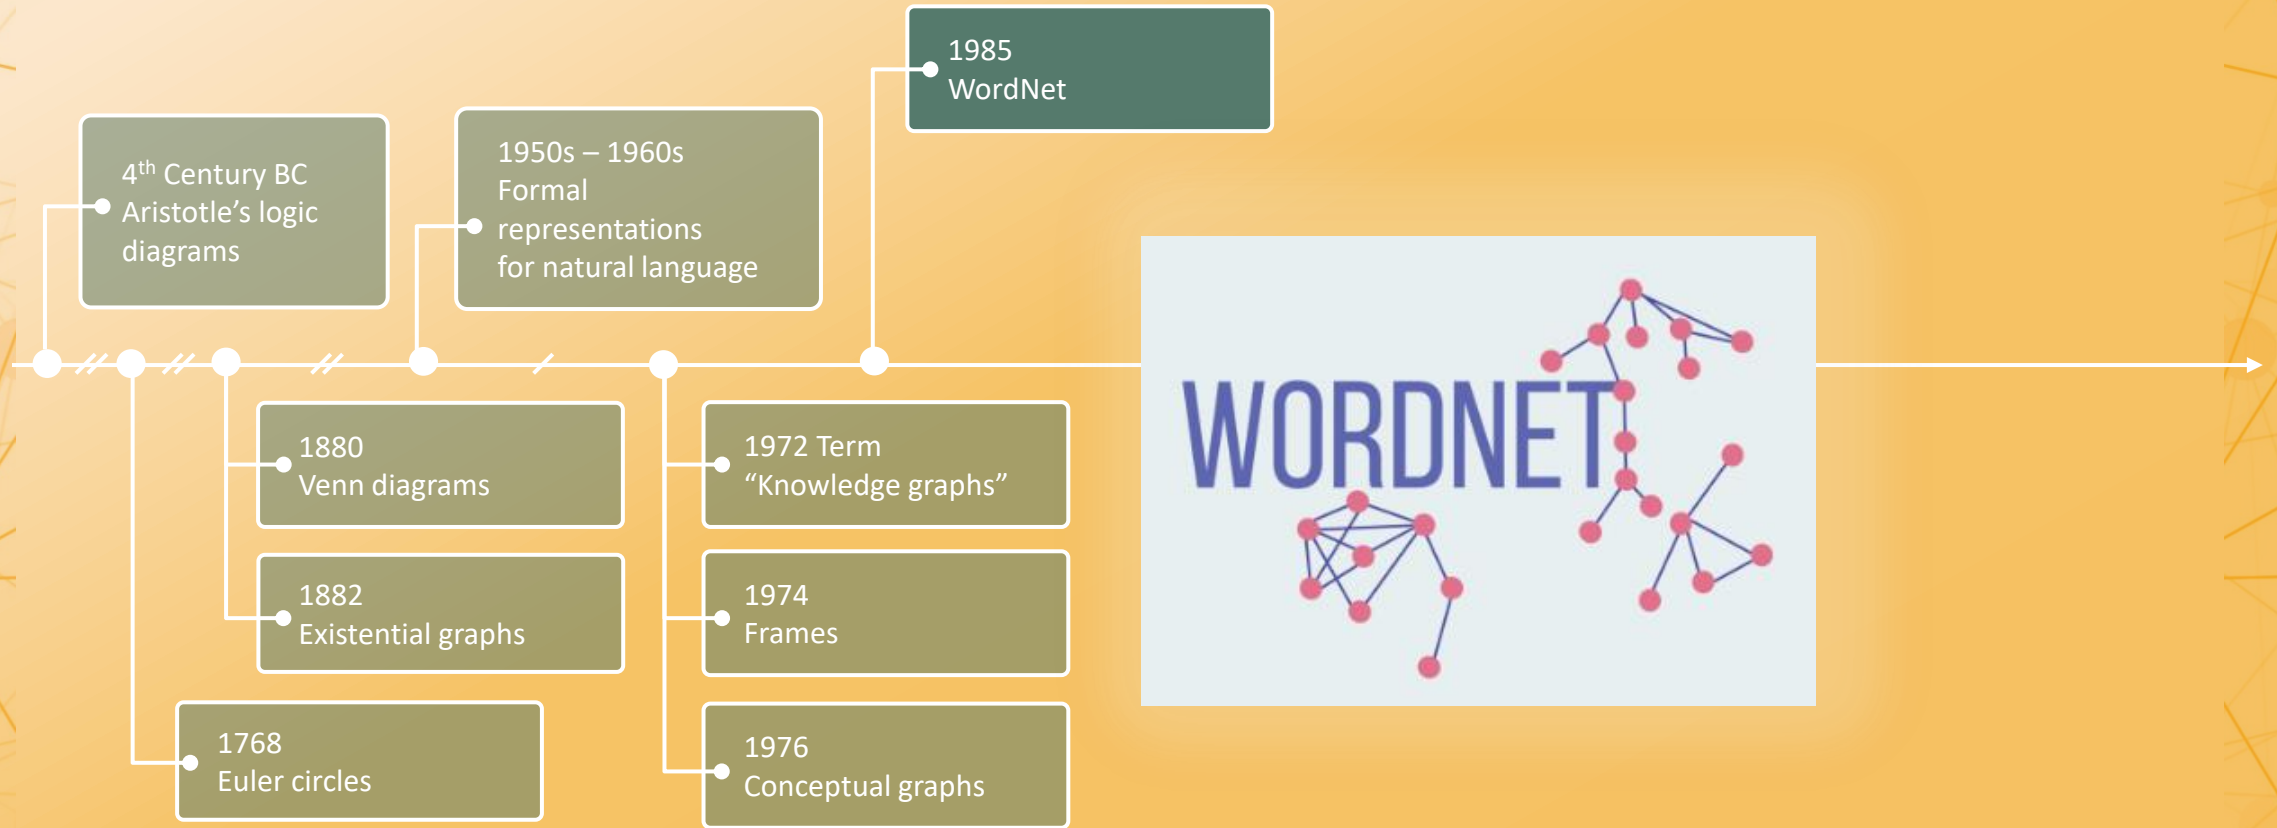 1985
WordNet
4th Century BC
Aristotle’s logic
diagrams
1950s – 1960s
Formal
representations
for natural language
1880
Venn diagrams
1882
Existential graphs
1768
Euler circles
1972 Term
“Knowledge graphs”
1974
Frames
1976
Conceptual graphs
WORDNET